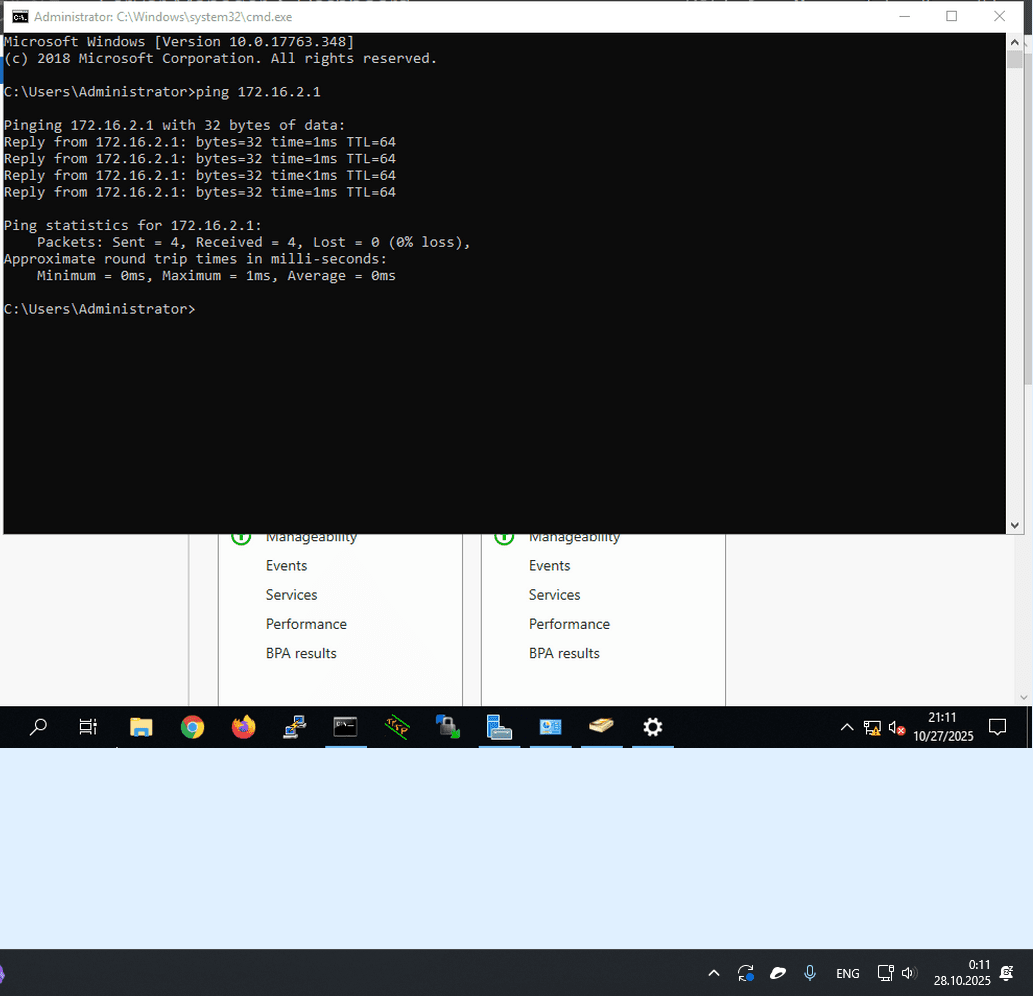 Administrator: C:\Windows\system32\cmd.exe
Microsoft Windows [Version 10.0.17763.348]
(c) 2018 Microsoft Corporation. All rights reserved.
C:\Users\Administrator>ping 172.16.2.1
Pinging 172.16.2.1 with 32 bytes of data:
Reply from 172.16.2.1: bytes=32 time=1ms TTL=64
Reply from 172.16.2.1: bytes=32 time=1ms TTL=64
Reply from 172.16.2.1: bytes=32 time<1ms TTL=64
Reply from 172.16.2.1: bytes=32 time=1ms TTL=64
Ping statistics for 172.16.2.1:
    Packets: Sent = 4, Received = 4, Lost = 0 (0% loss),
Approximate round trip times in milli-seconds:
    Minimum = 0ms, Maximum = 1ms, Average = 0ms
C:\Users\Administrator>
Manageability Manageability
Events Events
Services Services
Performance Performance
BPA results BPA results
21:11
10/27/2025
ENG
0:11
28.10.2025